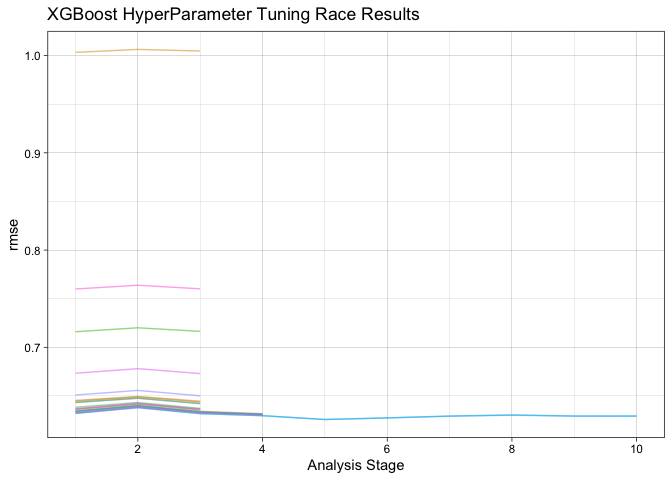 XGBoost HyperParameter Tuning Race Results
1.0
0.9
0.8
0.7
rmse
2 4 6 8 10
Analysis Stage